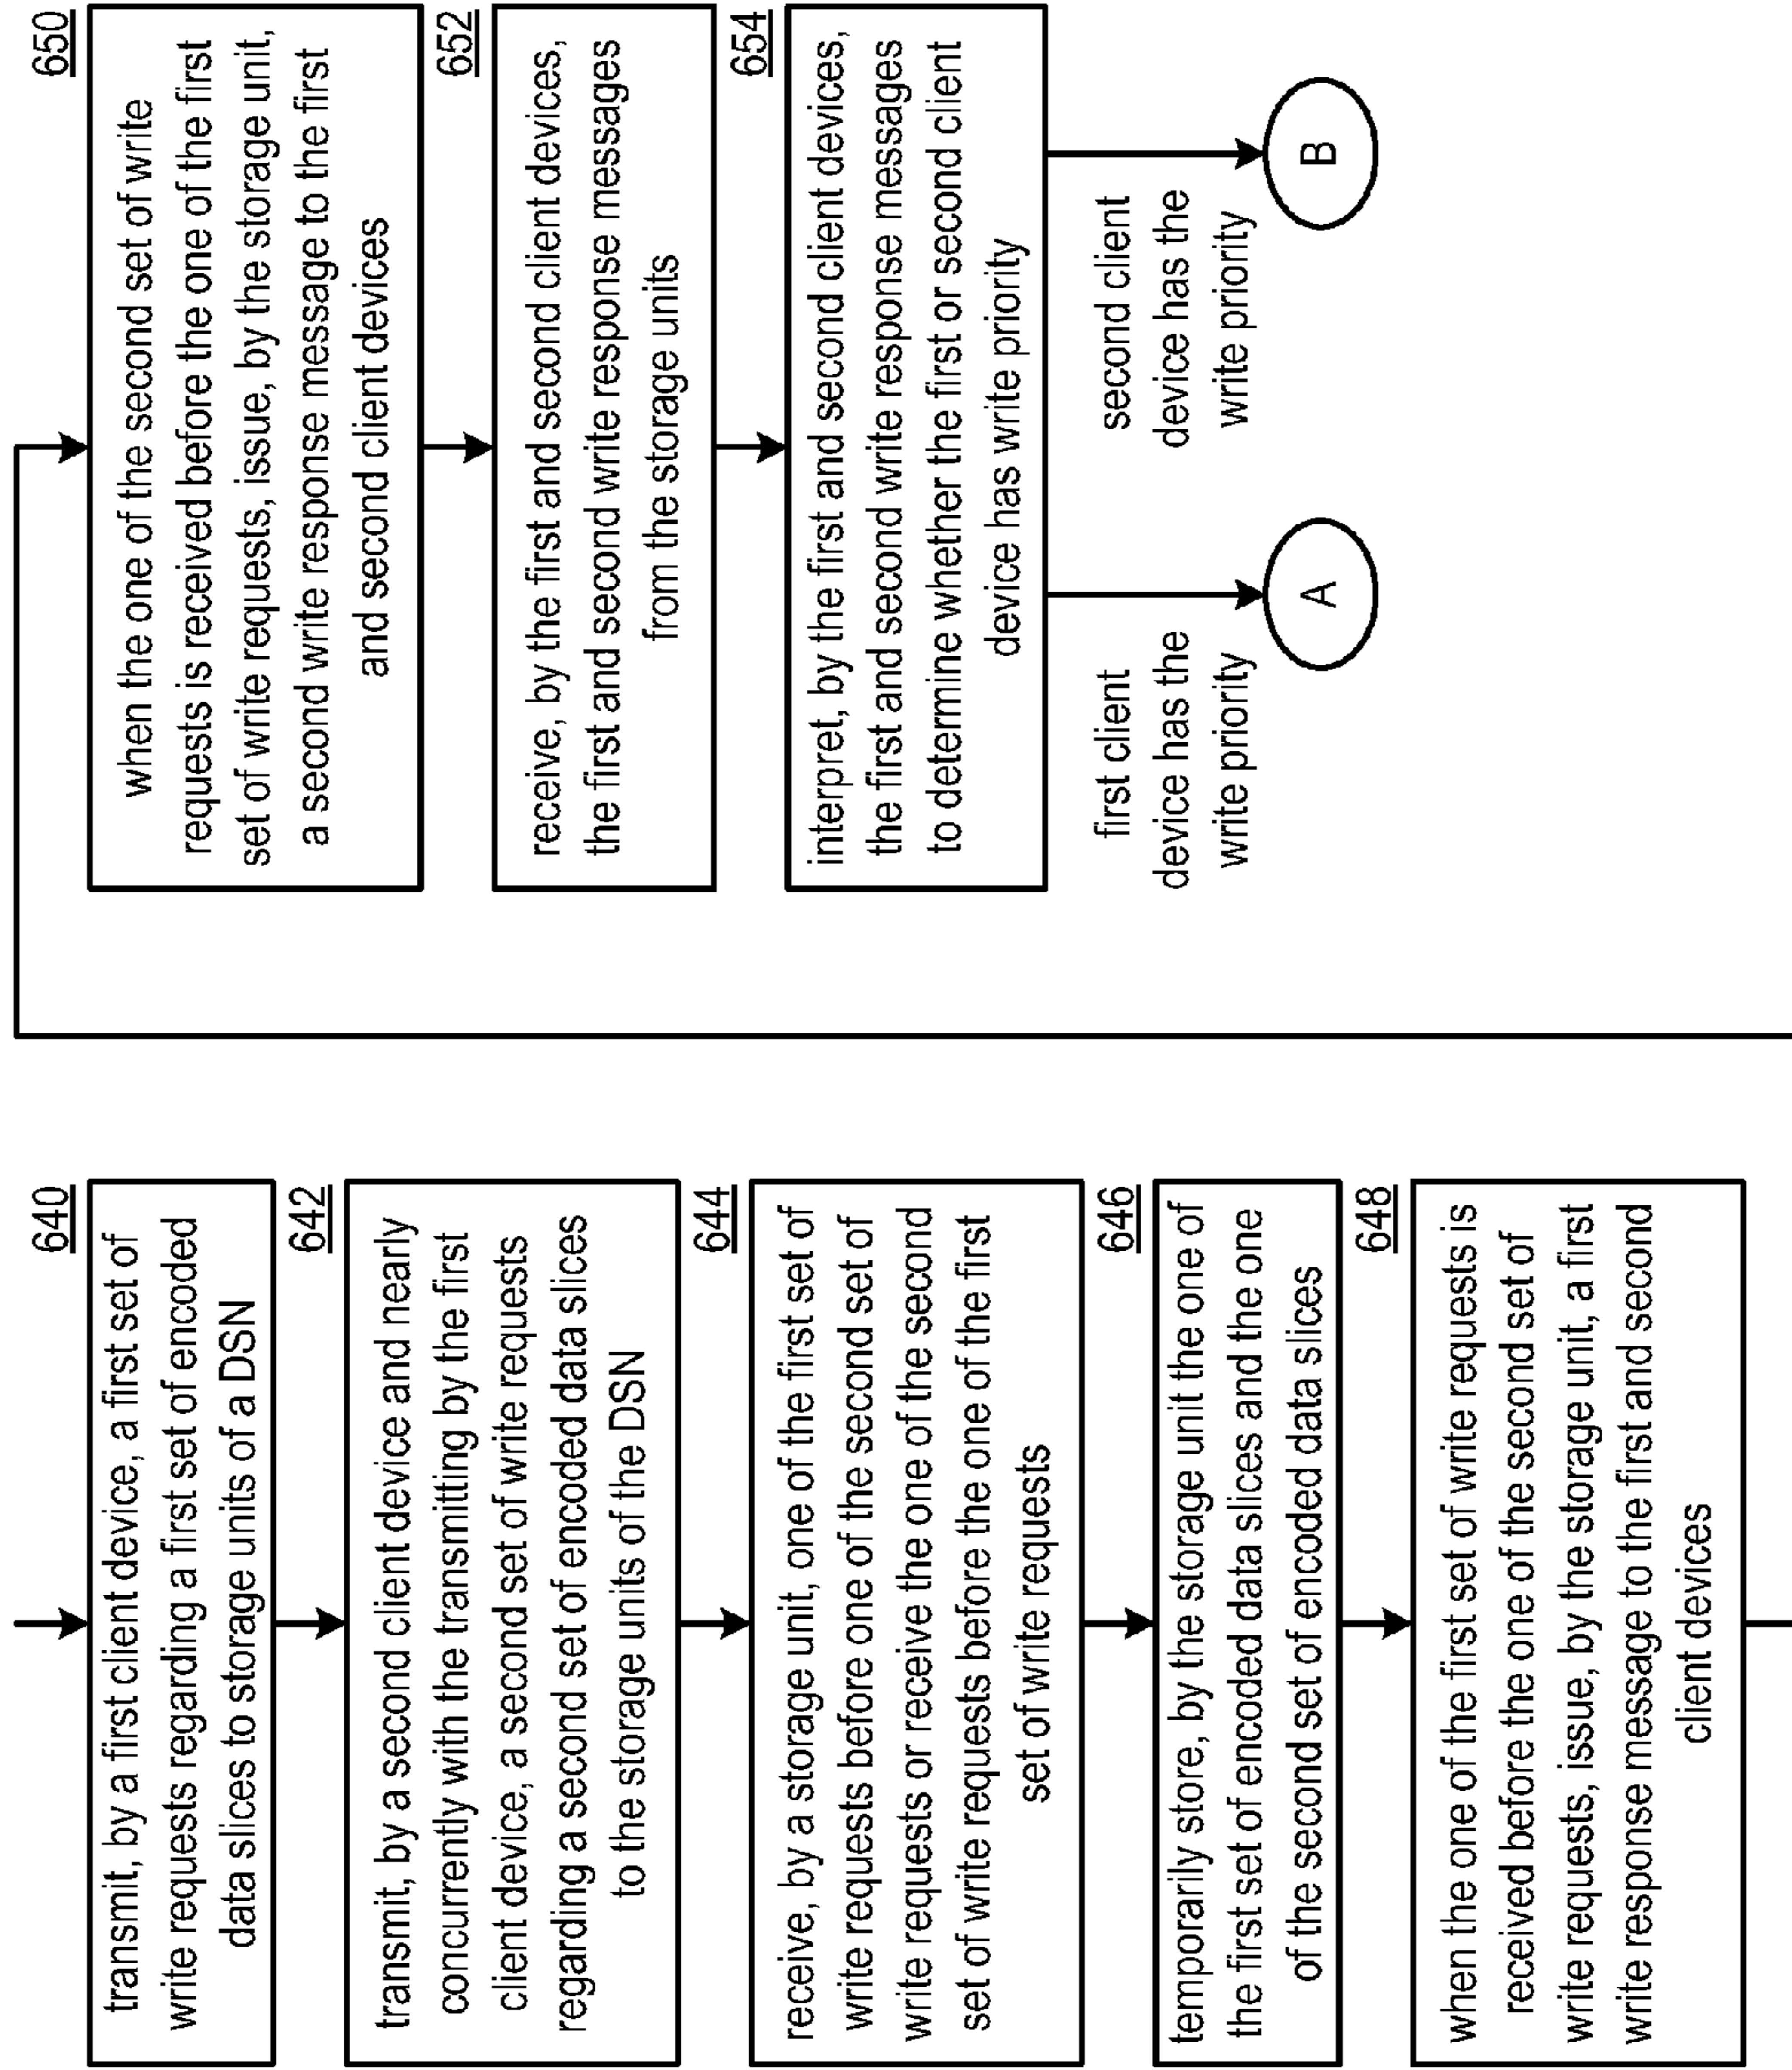 640
transmit, by a first client device, a first set of
write requests regarding a first set of encoded
data slices to storage units of a DSN
642
transmit, by a second client device and nearly
concurrently with the transmitting by the first
client device, a second set of write requests
regarding a second set of encoded data slices
to the storage units of the DSN
644
receive, by a storage unit, one of the first set of
write requests before one of the second set of
write requests or receive the one of the second
set of write requests before the one of the first
set of write requests
646
temporarily store, by the storage unit the one of
the first set of encoded data slices and the one
of the second set of encoded data slices
648
when the one of the first set of write requests is
received before the one of the second set of
write requests, issue, by the storage unit, a first
write response message to the first and second
client devices
650
when the one of the second set of write
requests is received before the one of the first
set of write requests, issue, by the storage unit,
a second write response message to the first
and second client devices
652
receive, by the first and second client devices,
the first and second write response messages
from the storage units
654
interpret, by the first and second client devices,
the first and second write response messages
to determine whether the first or second client
device has write priority
first client
device has the
write priority
A
second client
device has the
write priority
B